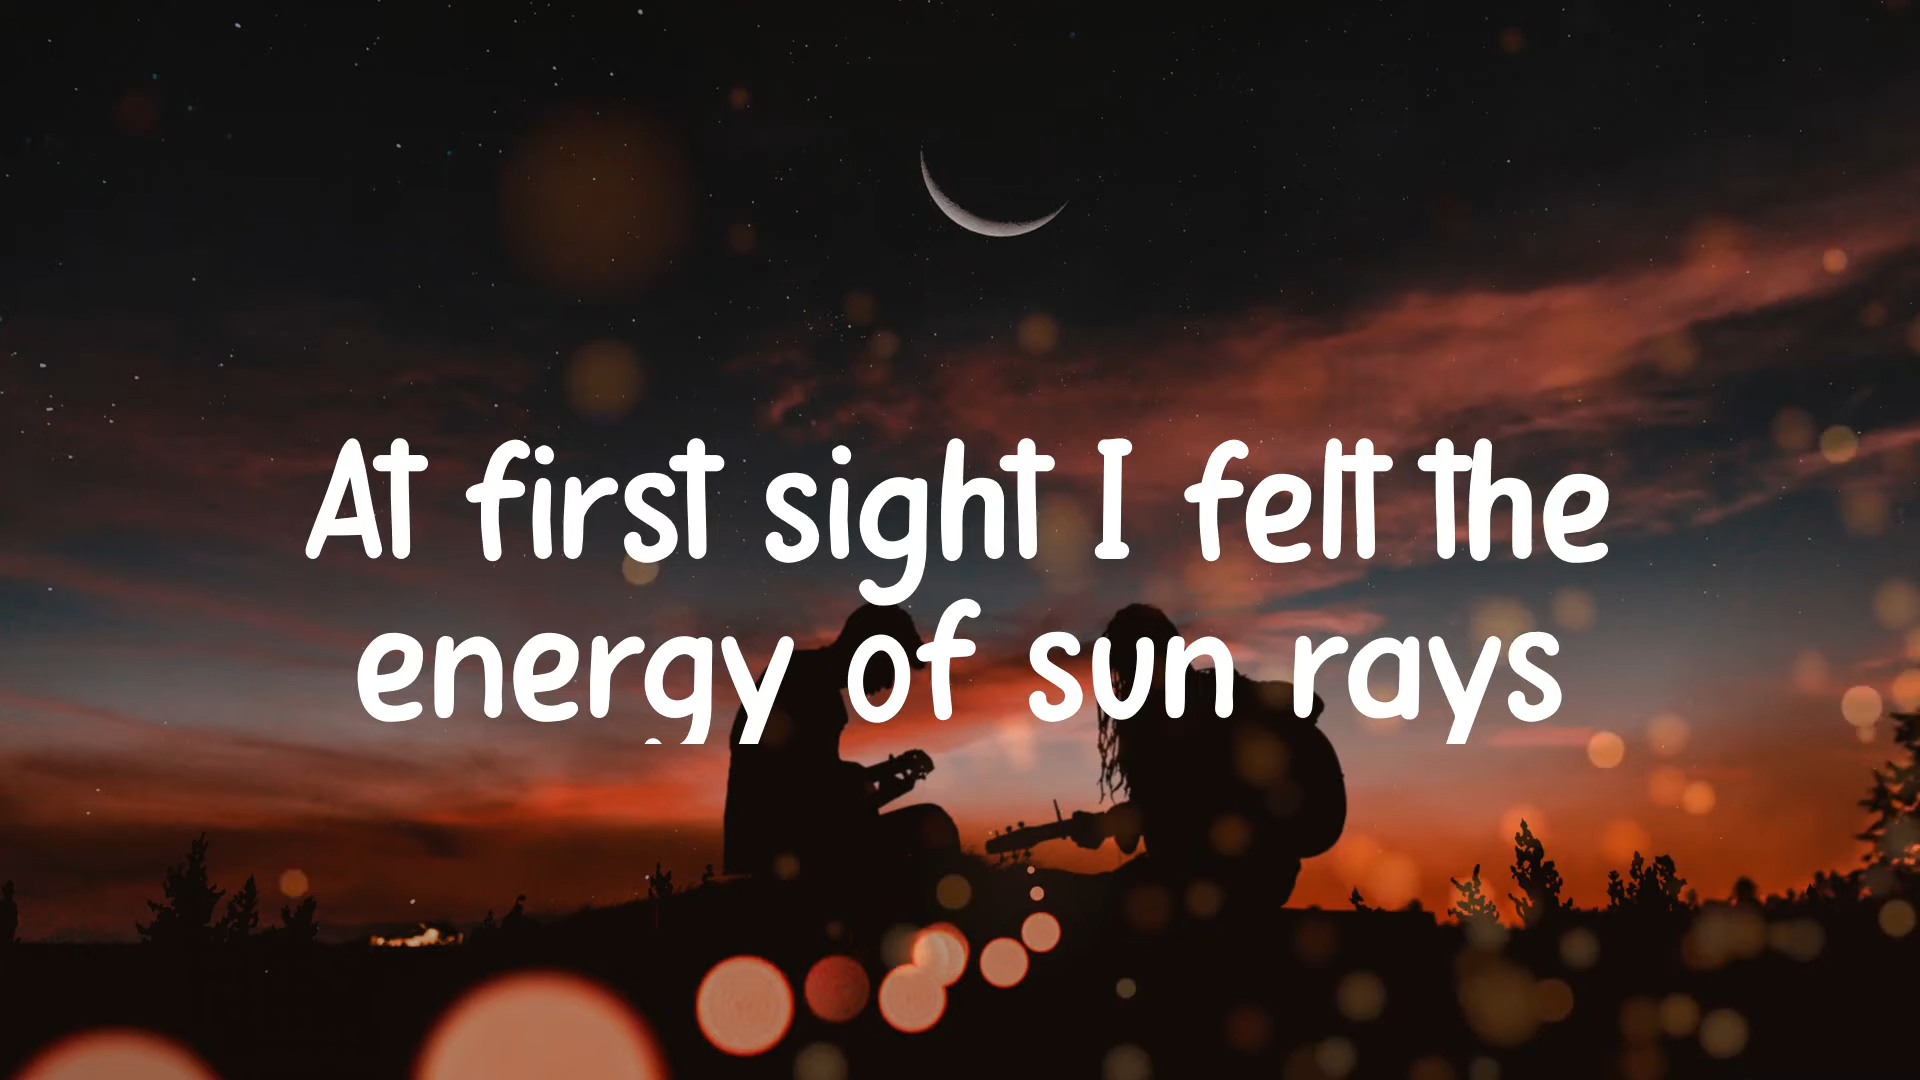 At first sight I felt the
energy of sun rays